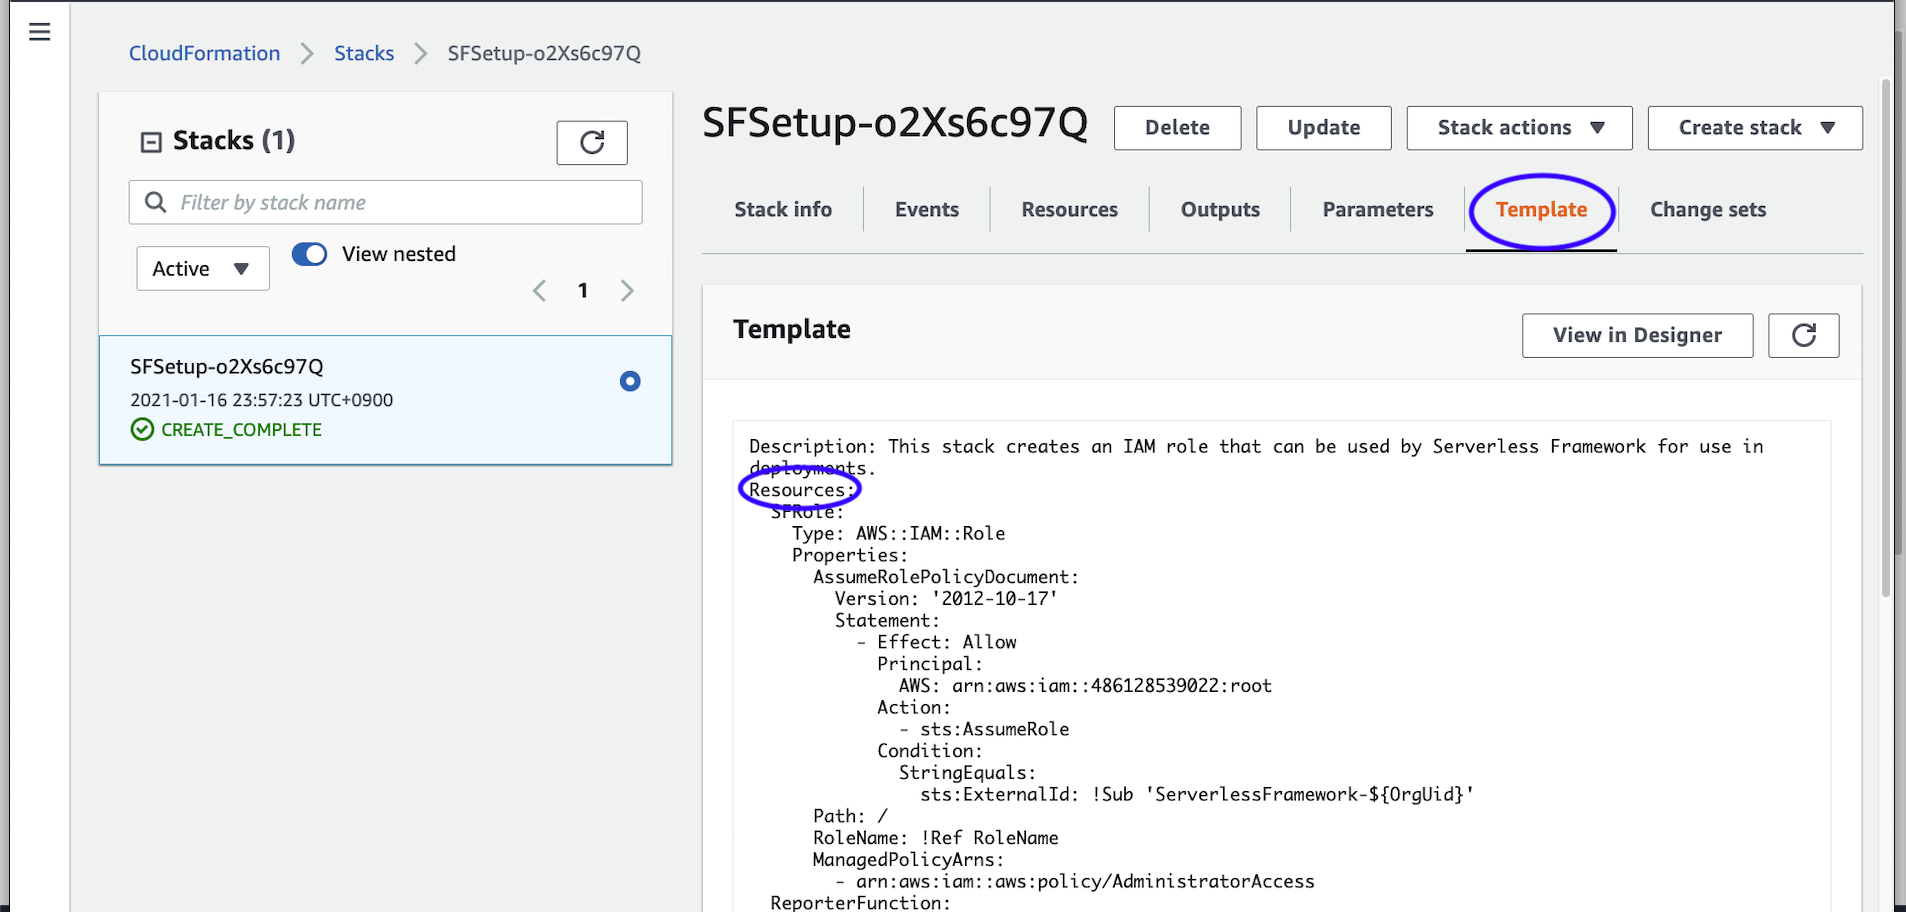 CloudFormation > Stacks > SFSetup-o2Xs6c97Q
Stacks (1)
Filter by stack name
Active
View nested
1
SFSetup-o2Xs6c97Q
2021-01-16 23:57:23 UTC+0900
CREATE_COMPLETE
SFSetup-o2Xs6c97Q
Delete
Update
Stack actions
Create stack
Stack info
Events
Resources
Outputs
Parameters
Template
Change sets
Template
View in Designer
Description: This stack creates an IAM role that can be used by Serverless Framework for use in
deployments.
Resources:
SFRole:
Type: AWS::IAM::Role
Properties:
AssumeRolePolicyDocument:
Version: '2012-10-17'
Statement:
- Effect: Allow
Principal:
AWS: arn:aws:iam::486128539022:root
Action:
- sts:AssumeRole
Condition:
StringEquals:
sts:ExternalId: !Sub 'ServerlessFramework-${OrgUid}'
Path: /
RoleName: !Ref RoleName
ManagedPolicyArns:
- arn:aws:iam::aws:policy/AdministratorAccess
ReporterFunction: